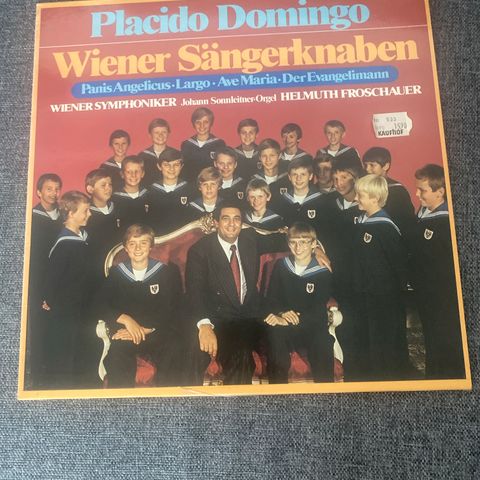 Placido Domingo
Wiener Sängerknaben
Panis Angelicus · Largo · Ave Maria · Der Evangelimann
WIENER SYMPHONIKER Johann Sonnleitner-Orgel HELMUTH FROSCHAUER
KAUFHOF